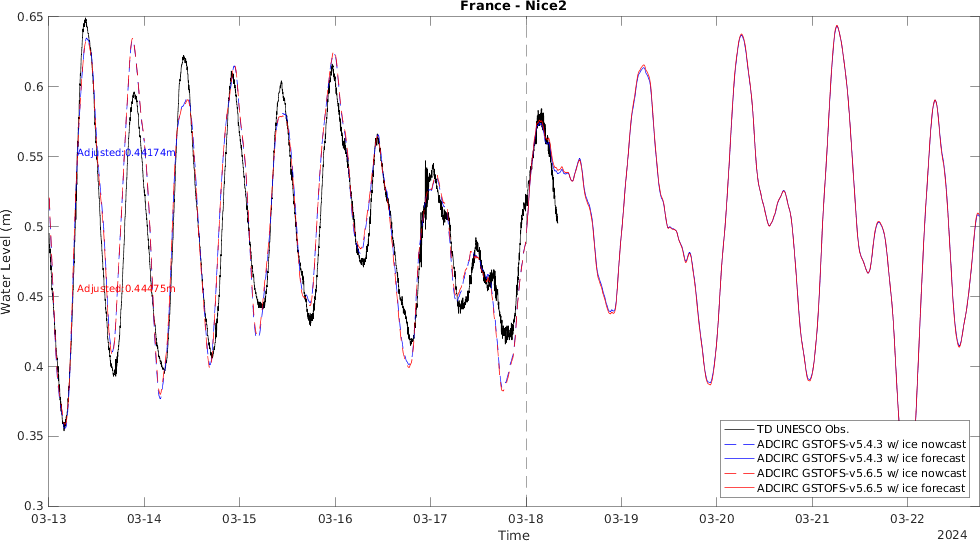 France - Nice2
0.65
0.6
0.55
0.5
0.45
0.4
0.35
0.3
Water Level (m)
Adjusted:0.44174m
Adjusted:0.44475m
TD UNESCO Obs.
ADCIRC GSTOFS-v5.4.3 w/ ice nowcast
ADCIRC GSTOFS-v5.4.3 w/ ice forecast
ADCIRC GSTOFS-v5.6.5 w/ ice nowcast
ADCIRC GSTOFS-v5.6.5 w/ ice forecast
03-13 03-14 03-15 03-16 03-17 03-18 03-19 03-20 03-21 03-22
Time
2024